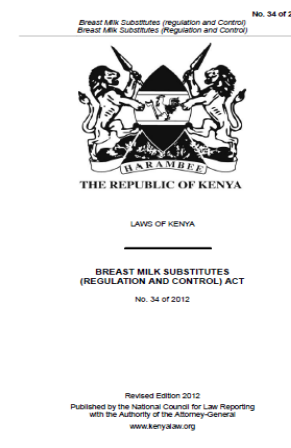 No. 34 of 2
Breast Milk Substitutes (regulation and Control)
Breast Milk Substitutes (Regulation and Control)
HARAMBEE
THE REPUBLIC OF KENYA
LAWS OF KENYA
BREAST MILK SUBSTITUTES
(REGULATION AND CONTROL) ACT
No. 34 of 2012
Revised Edition 2012
Published by the National Council for Law Reporting
with the Authority of the Attorney-General
www.kenyalaw.org